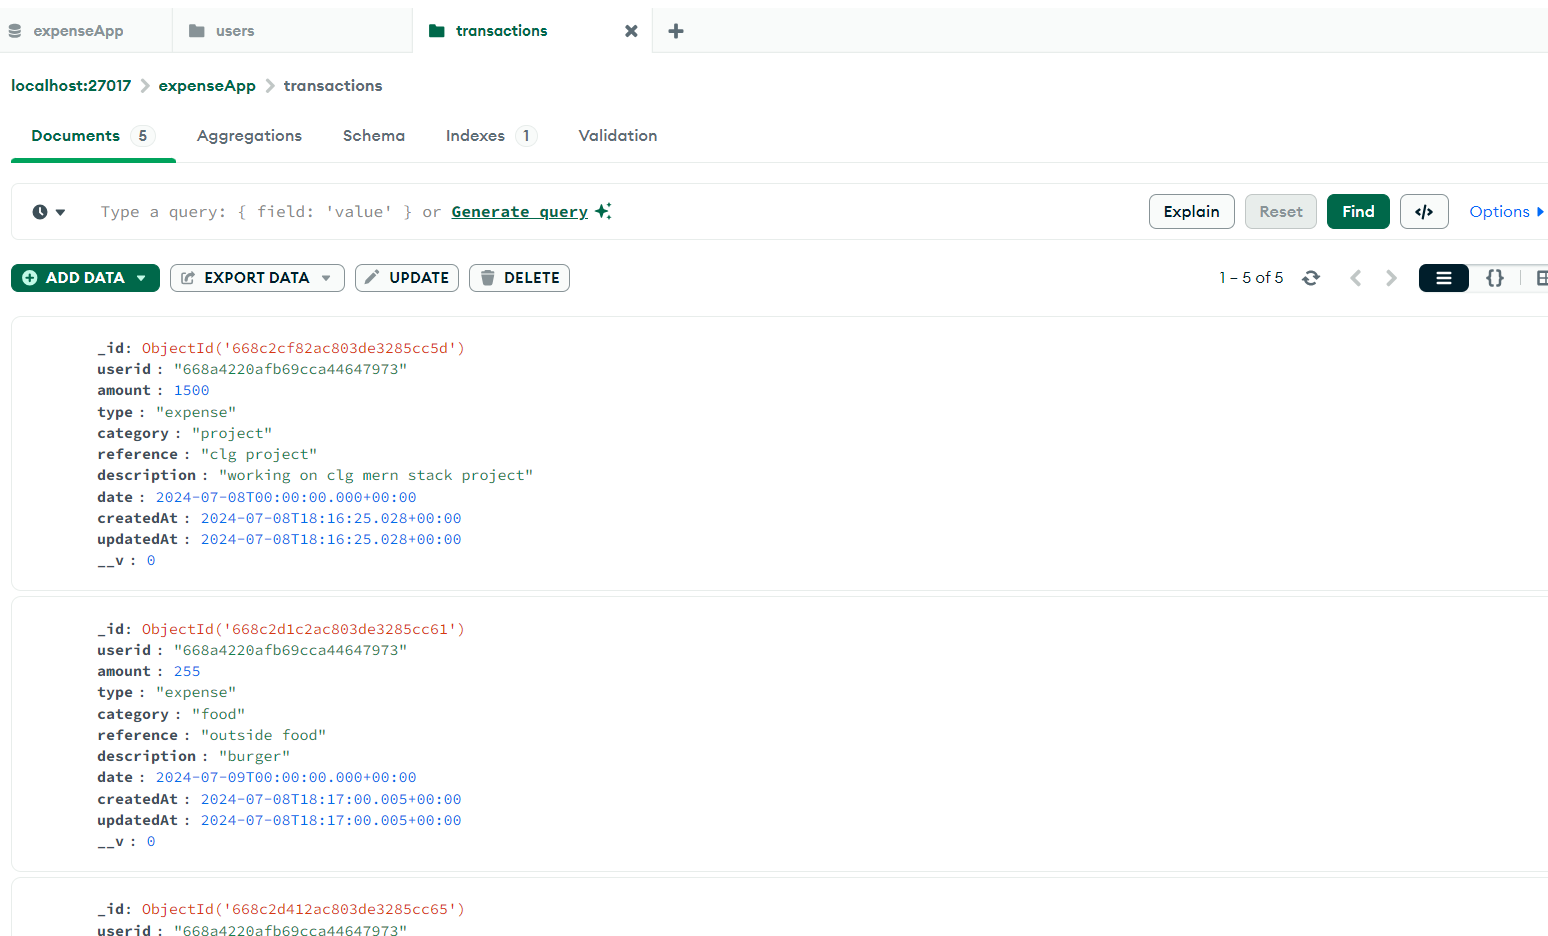 expenseApp users transactions
localhost:27017 expenseApp transactions
Documents 5 Aggregations Schema Indexes 1 Validation
Type a query: { field: 'value' } or Generate query Explain Reset Find </> Options
ADD DATA EXPORT DATA UPDATE DELETE 1 – 5 of 5 {}
_id: ObjectId('668c2cf82ac803de3285cc5d')
userid : "668a4220afb69cca44647973"
amount : 1500
type : "expense"
category : "project"
reference : "clg project"
description : "working on clg mern stack project"
date : 2024-07-08T00:00:00.000+00:00
createdAt : 2024-07-08T18:16:25.028+00:00
updatedAt : 2024-07-08T18:16:25.028+00:00
__v : 0
_id: ObjectId('668c2d1c2ac803de3285cc61')
userid : "668a4220afb69cca44647973"
amount : 255
type : "expense"
category : "food"
reference : "outside food"
description : "burger"
date : 2024-07-09T00:00:00.000+00:00
createdAt : 2024-07-08T18:17:00.005+00:00
updatedAt : 2024-07-08T18:17:00.005+00:00
__v : 0
_id: ObjectId('668c2d412ac803de3285cc65')
userid : "668a4220afb69cca44647973"